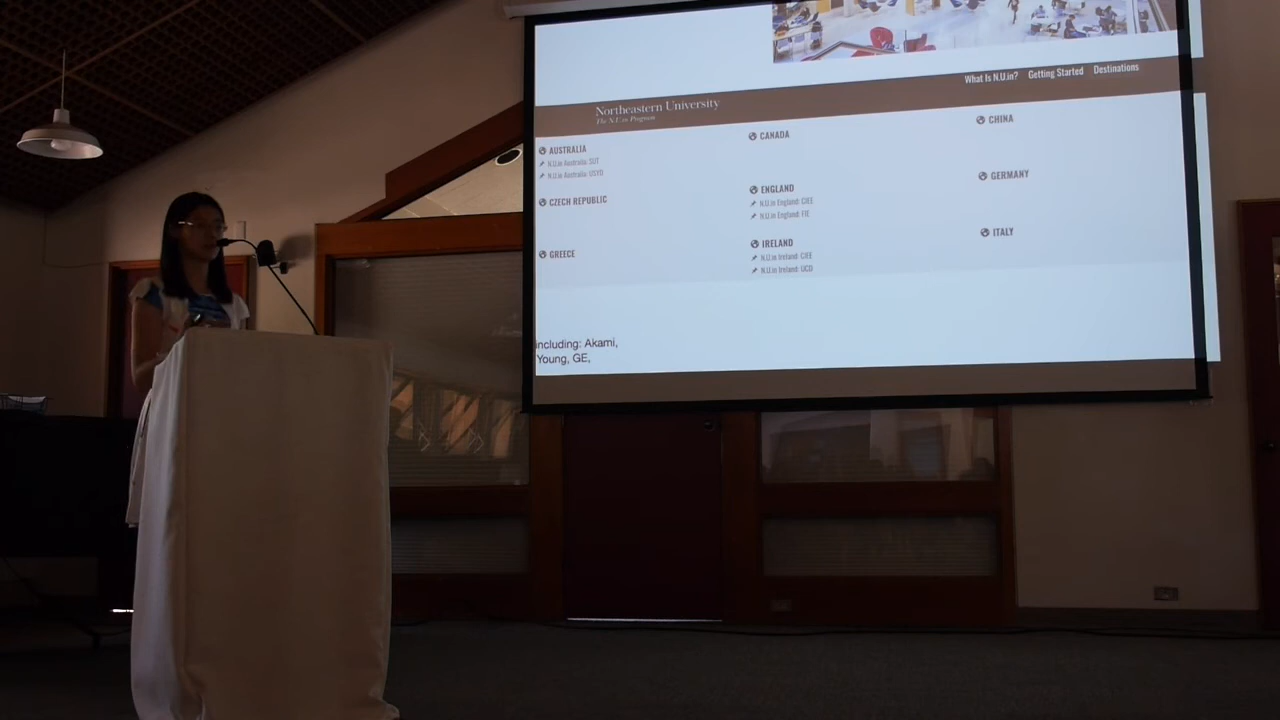 What Is N.U.in? Getting Started Destinations
Northeastern University
The N.U.in Program
AUSTRALIA
N.U.in Australia: SUT
N.U.in Australia: USYD
CZECH REPUBLIC
GREECE
CANADA
ENGLAND
N.U.in England: CIEE
N.U.in England: FIE
IRELAND
N.U.in Ireland: CIEE
N.U.in Ireland: UCD
CHINA
GERMANY
ITALY
including: Akami,
Young, GE,